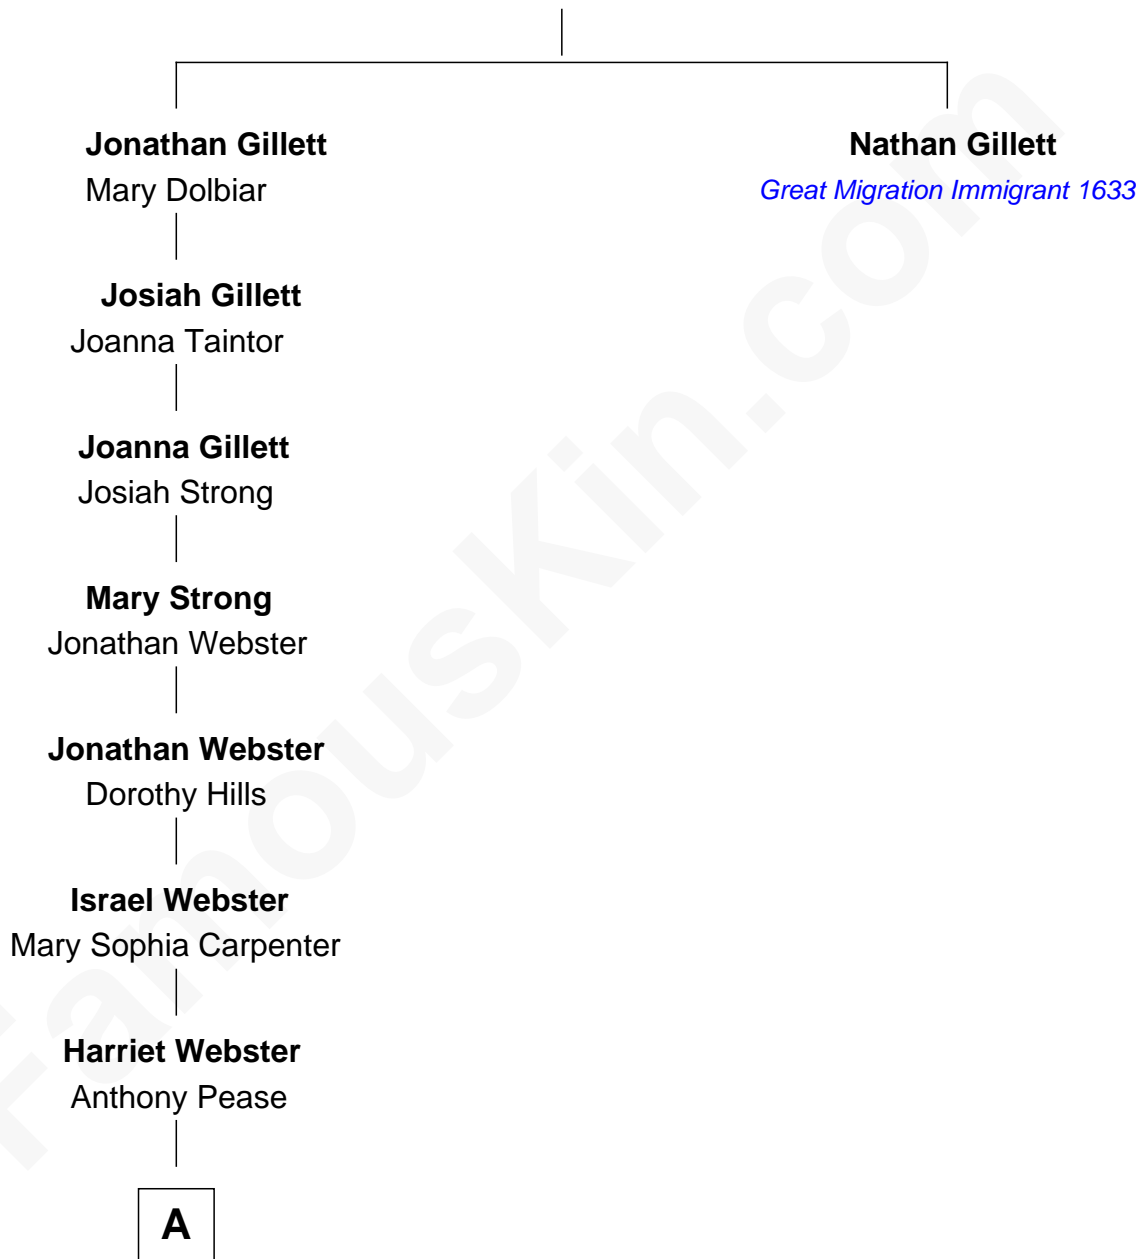 Jonathan Gillett
Mary Dolbiar
Nathan Gillett
Great Migration Immigrant 1633
Josiah Gillett
Joanna Taintor
Joanna Gillett
Josiah Strong
Mary Strong
Jonathan Webster
Jonathan Webster
Dorothy Hills
Israel Webster
Mary Sophia Carpenter
Harriet Webster
Anthony Pease
A
FamousKin.com